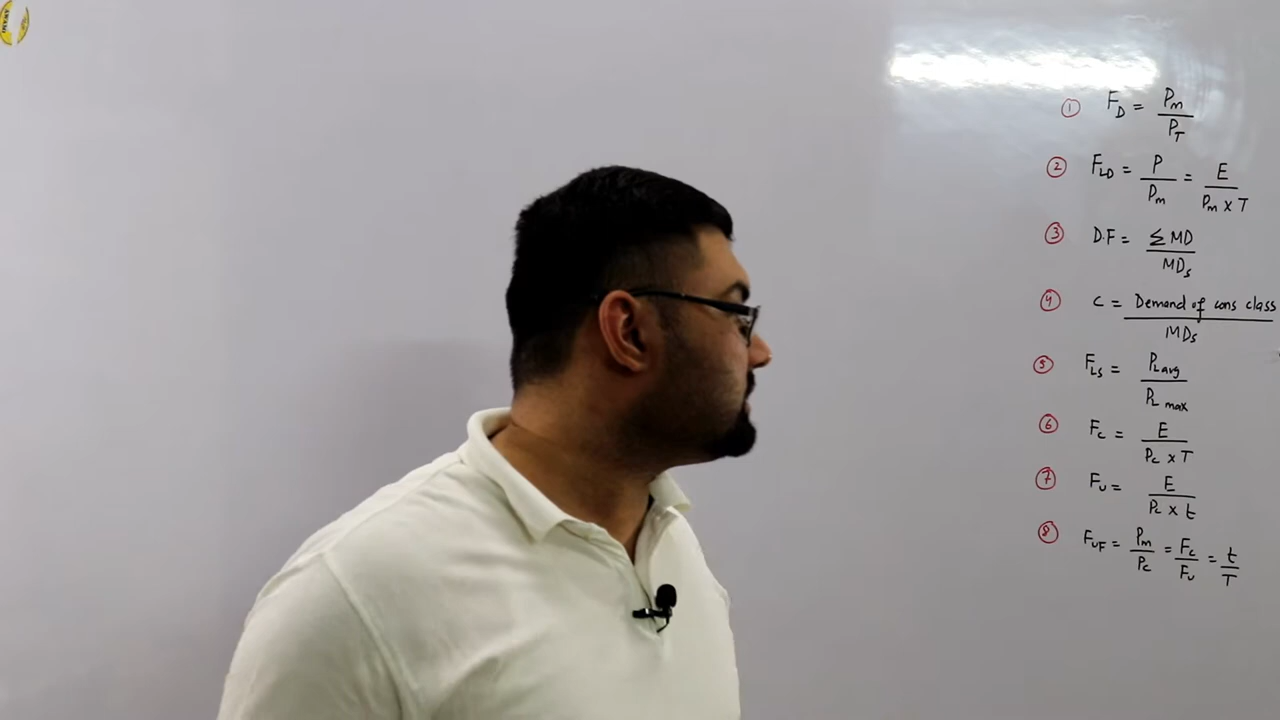 ① F_D = P_m / P_T
② F_LD = P / P_m = E / P_m × T
③ D.F = Σ MD / MD_s
④ C = Demand of cons class / MD_s
⑤ F_LS = P_L avg / P_L max
⑥ F_c = E / P_c × T
⑦ F_u = E / P_c × t
⑧ F_UF = P_m / P_c = F_c / F_u = t / T